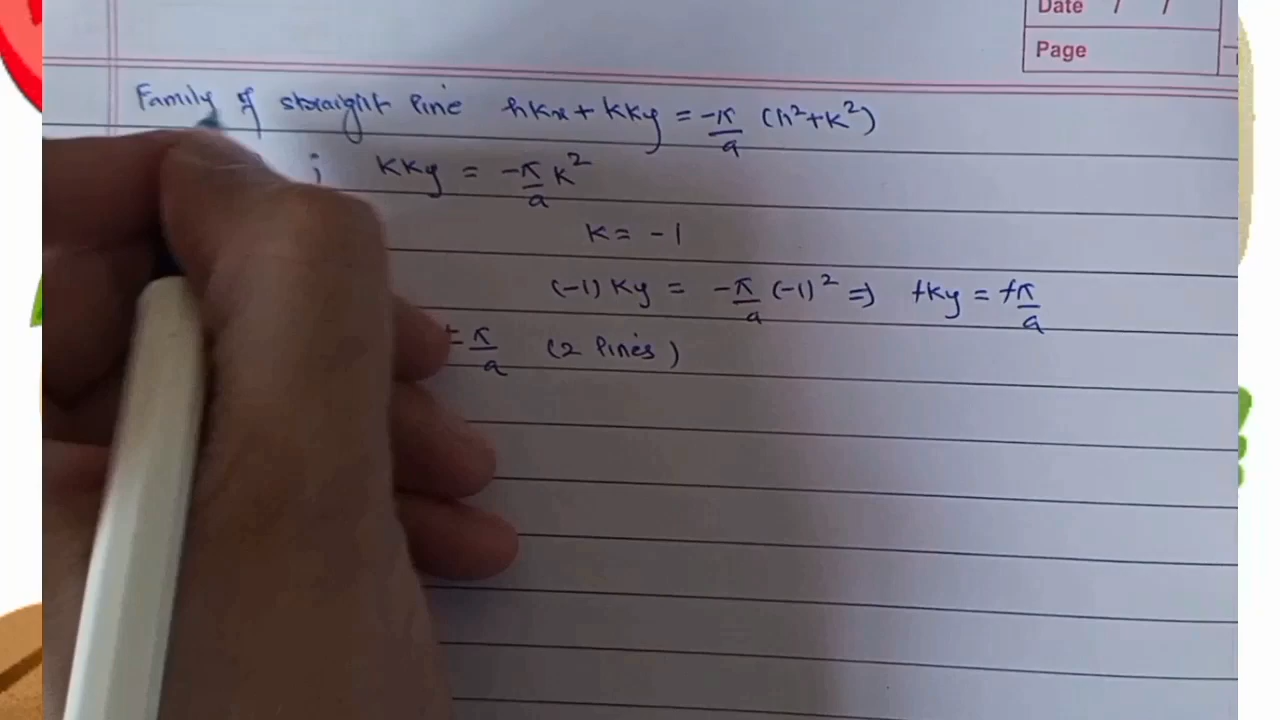 Date / /
Page
Family of straight line hkx + kky = -π/a (h²+k²)
; kky = -π/a k²
k = -1
(-1) ky = -π/a (-1)² => +ky = +π/a
= π/a (2 lines)